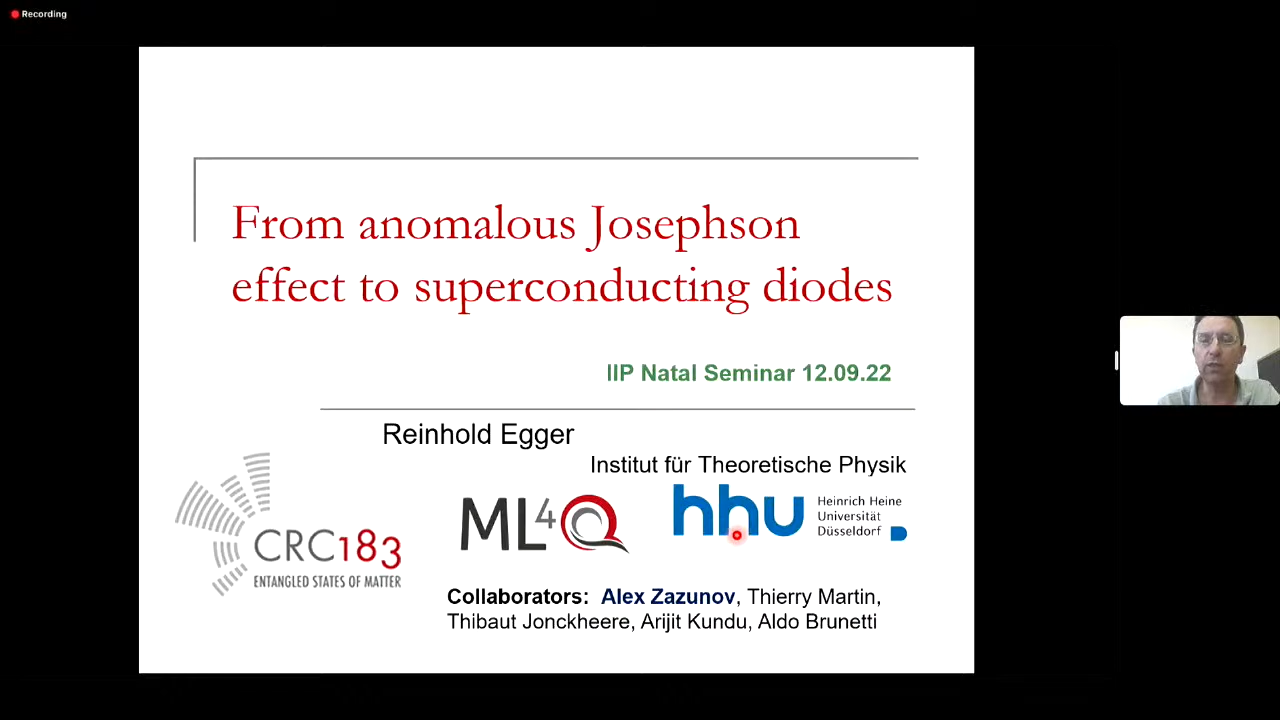 Recording
From anomalous Josephson
effect to superconducting diodes
IIP Natal Seminar 12.09.22
Reinhold Egger
Institut für Theoretische Physik
ML4Q
hhu
Heinrich Heine
Universität
Düsseldorf
CRC183
ENTANGLED STATES OF MATTER
Collaborators: Alex Zazunov, Thierry Martin,
Thibaut Jonckheere, Arijit Kundu, Aldo Brunetti